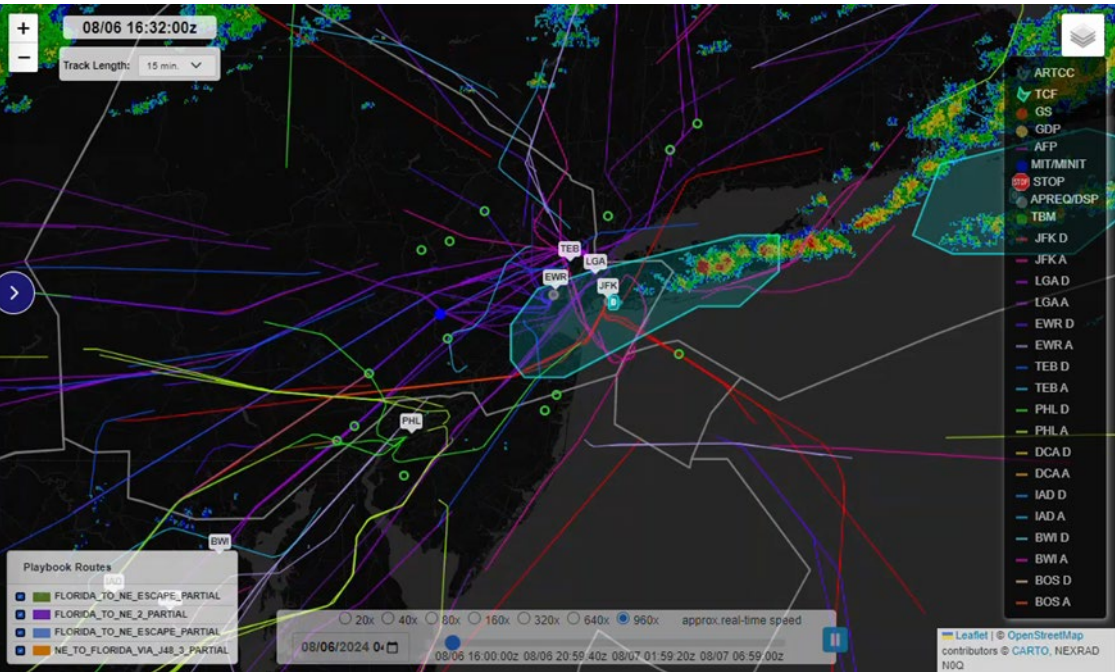 +
08/06 16:32:00z
−
Track Length: 15 min.
ARTCC
TCF
GS
GDP
AFP
MIT/MINIT
STOP STOP
APREQ/DSP
TBM
JFK D
JFK A
LGA D
LGA A
EWR D
EWR A
TEB D
TEB A
PHL D
PHL A
DCA D
DCA A
IAD D
IAD A
BWI D
BWI A
BOS D
BOS A
TEB
LGA
EWR
JFK
D
PHL
BWI
IAD
Playbook Routes
FLORIDA_TO_NE_ESCAPE_PARTIAL
FLORIDA_TO_NE_2_PARTIAL
FLORIDA_TO_NE_ESCAPE_PARTIAL
NE_TO_FLORIDA_VIA_J48_3_PARTIAL
20x 40x 80x 160x 320x 640x 960x approx.real-time speed
08/06/2024 04
08/06 16:00:00z 08/06 20:59:40z 08/07 01:59:20z 08/07 06:59:00z
Leaflet | © OpenStreetMap
contributors © CARTO, NEXRAD
N0Q